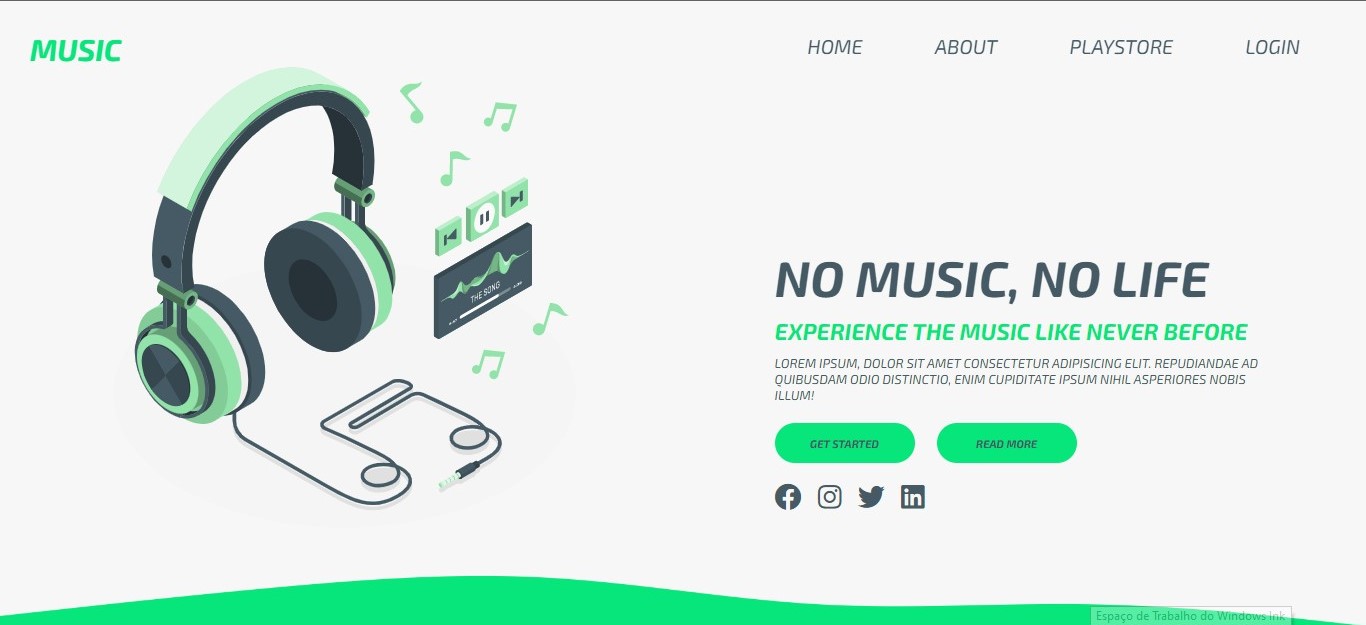 MUSIC
HOME ABOUT PLAYSTORE LOGIN
THE SONG
NO MUSIC, NO LIFE
EXPERIENCE THE MUSIC LIKE NEVER BEFORE
LOREM IPSUM, DOLOR SIT AMET CONSECTETUR ADIPISICING ELIT. REPUDIANDAE AD
QUIBUSDAM ODIO DISTINCTIO, ENIM CUPIDITATE IPSUM NIHIL ASPERIORES NOBIS
ILLUM!
GET STARTED READ MORE
in
Espaço de Trabalho do Windows Ink